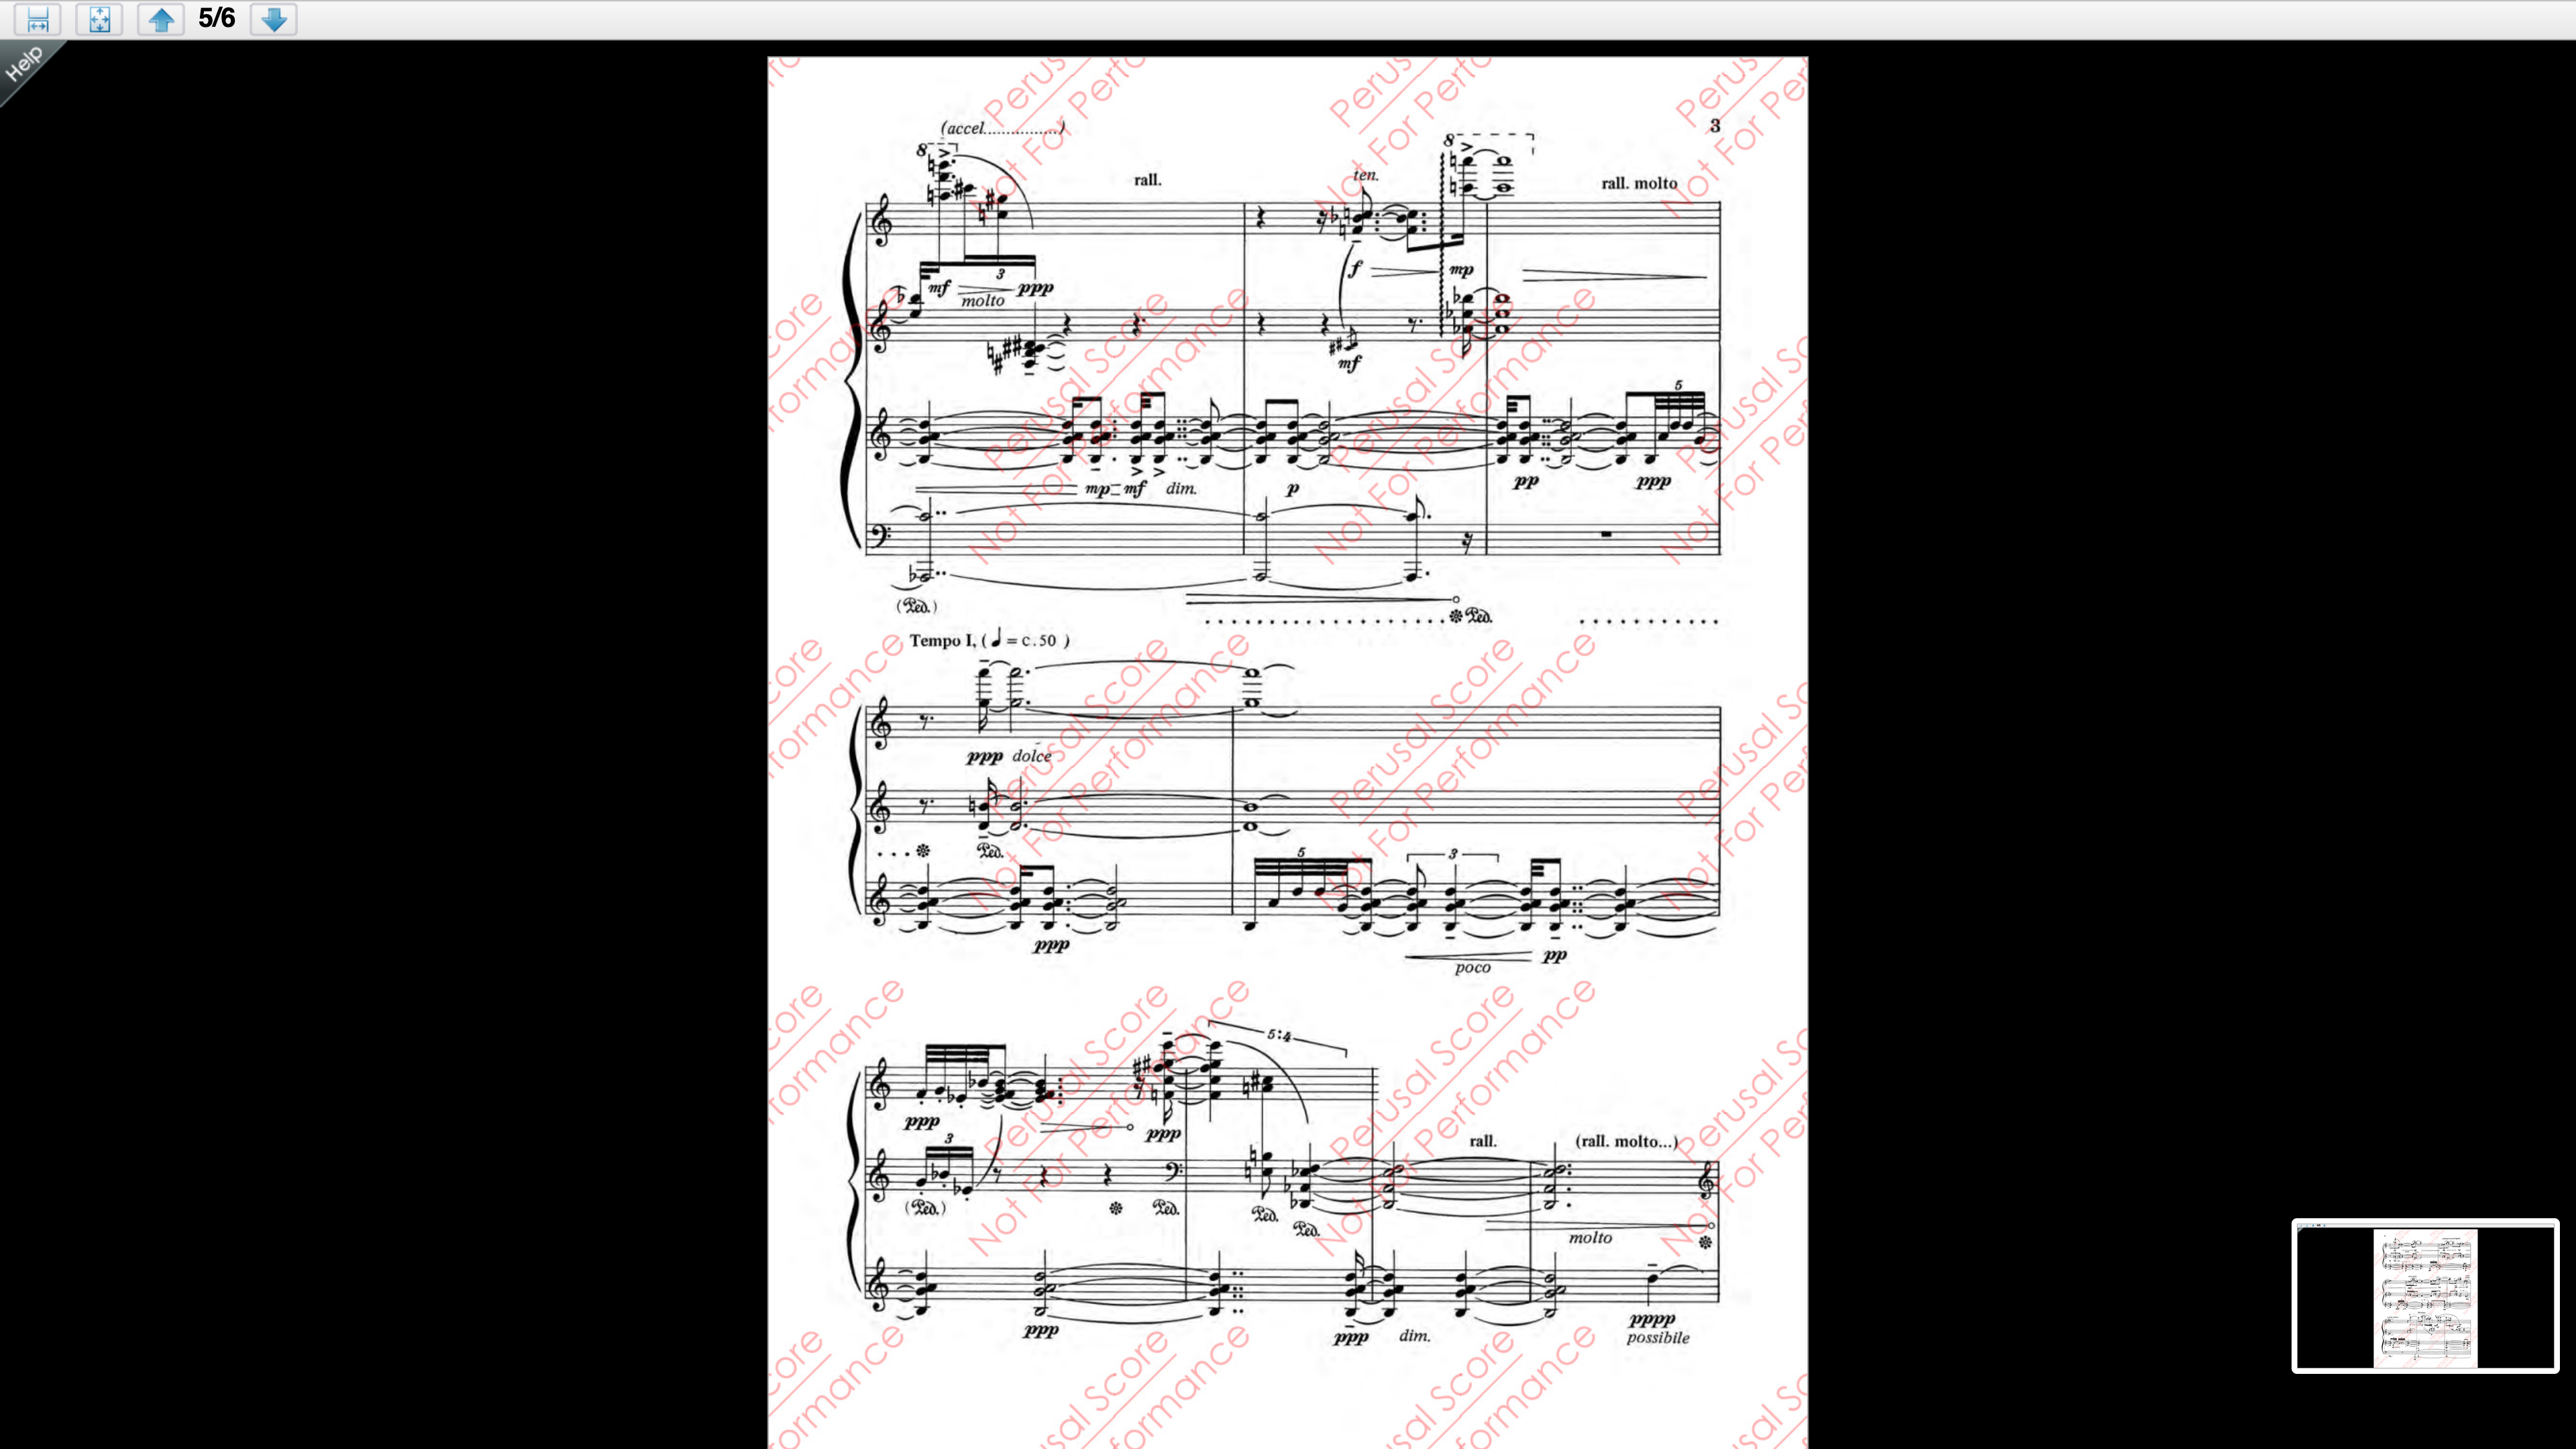 5/6
Help
(accel................)
3
8
8
rall.
ten.
rall. molto
3
mf
ppp
molto
f
mp
mf
5
mp
mf
dim.
p
pp
ppp
(Ped.)
Ped.
Tempo I, (♩ = c.50 )
ppp dolce
Ped.
5
3
ppp
poco
pp
5:4
ppp
ppp
3
rall.
(rall. molto...)
(Ped.)
Ped.
Ped.
Ped.
molto
ppp
ppp
dim.
pppp
possibile
Perusal Score
Not For Performance